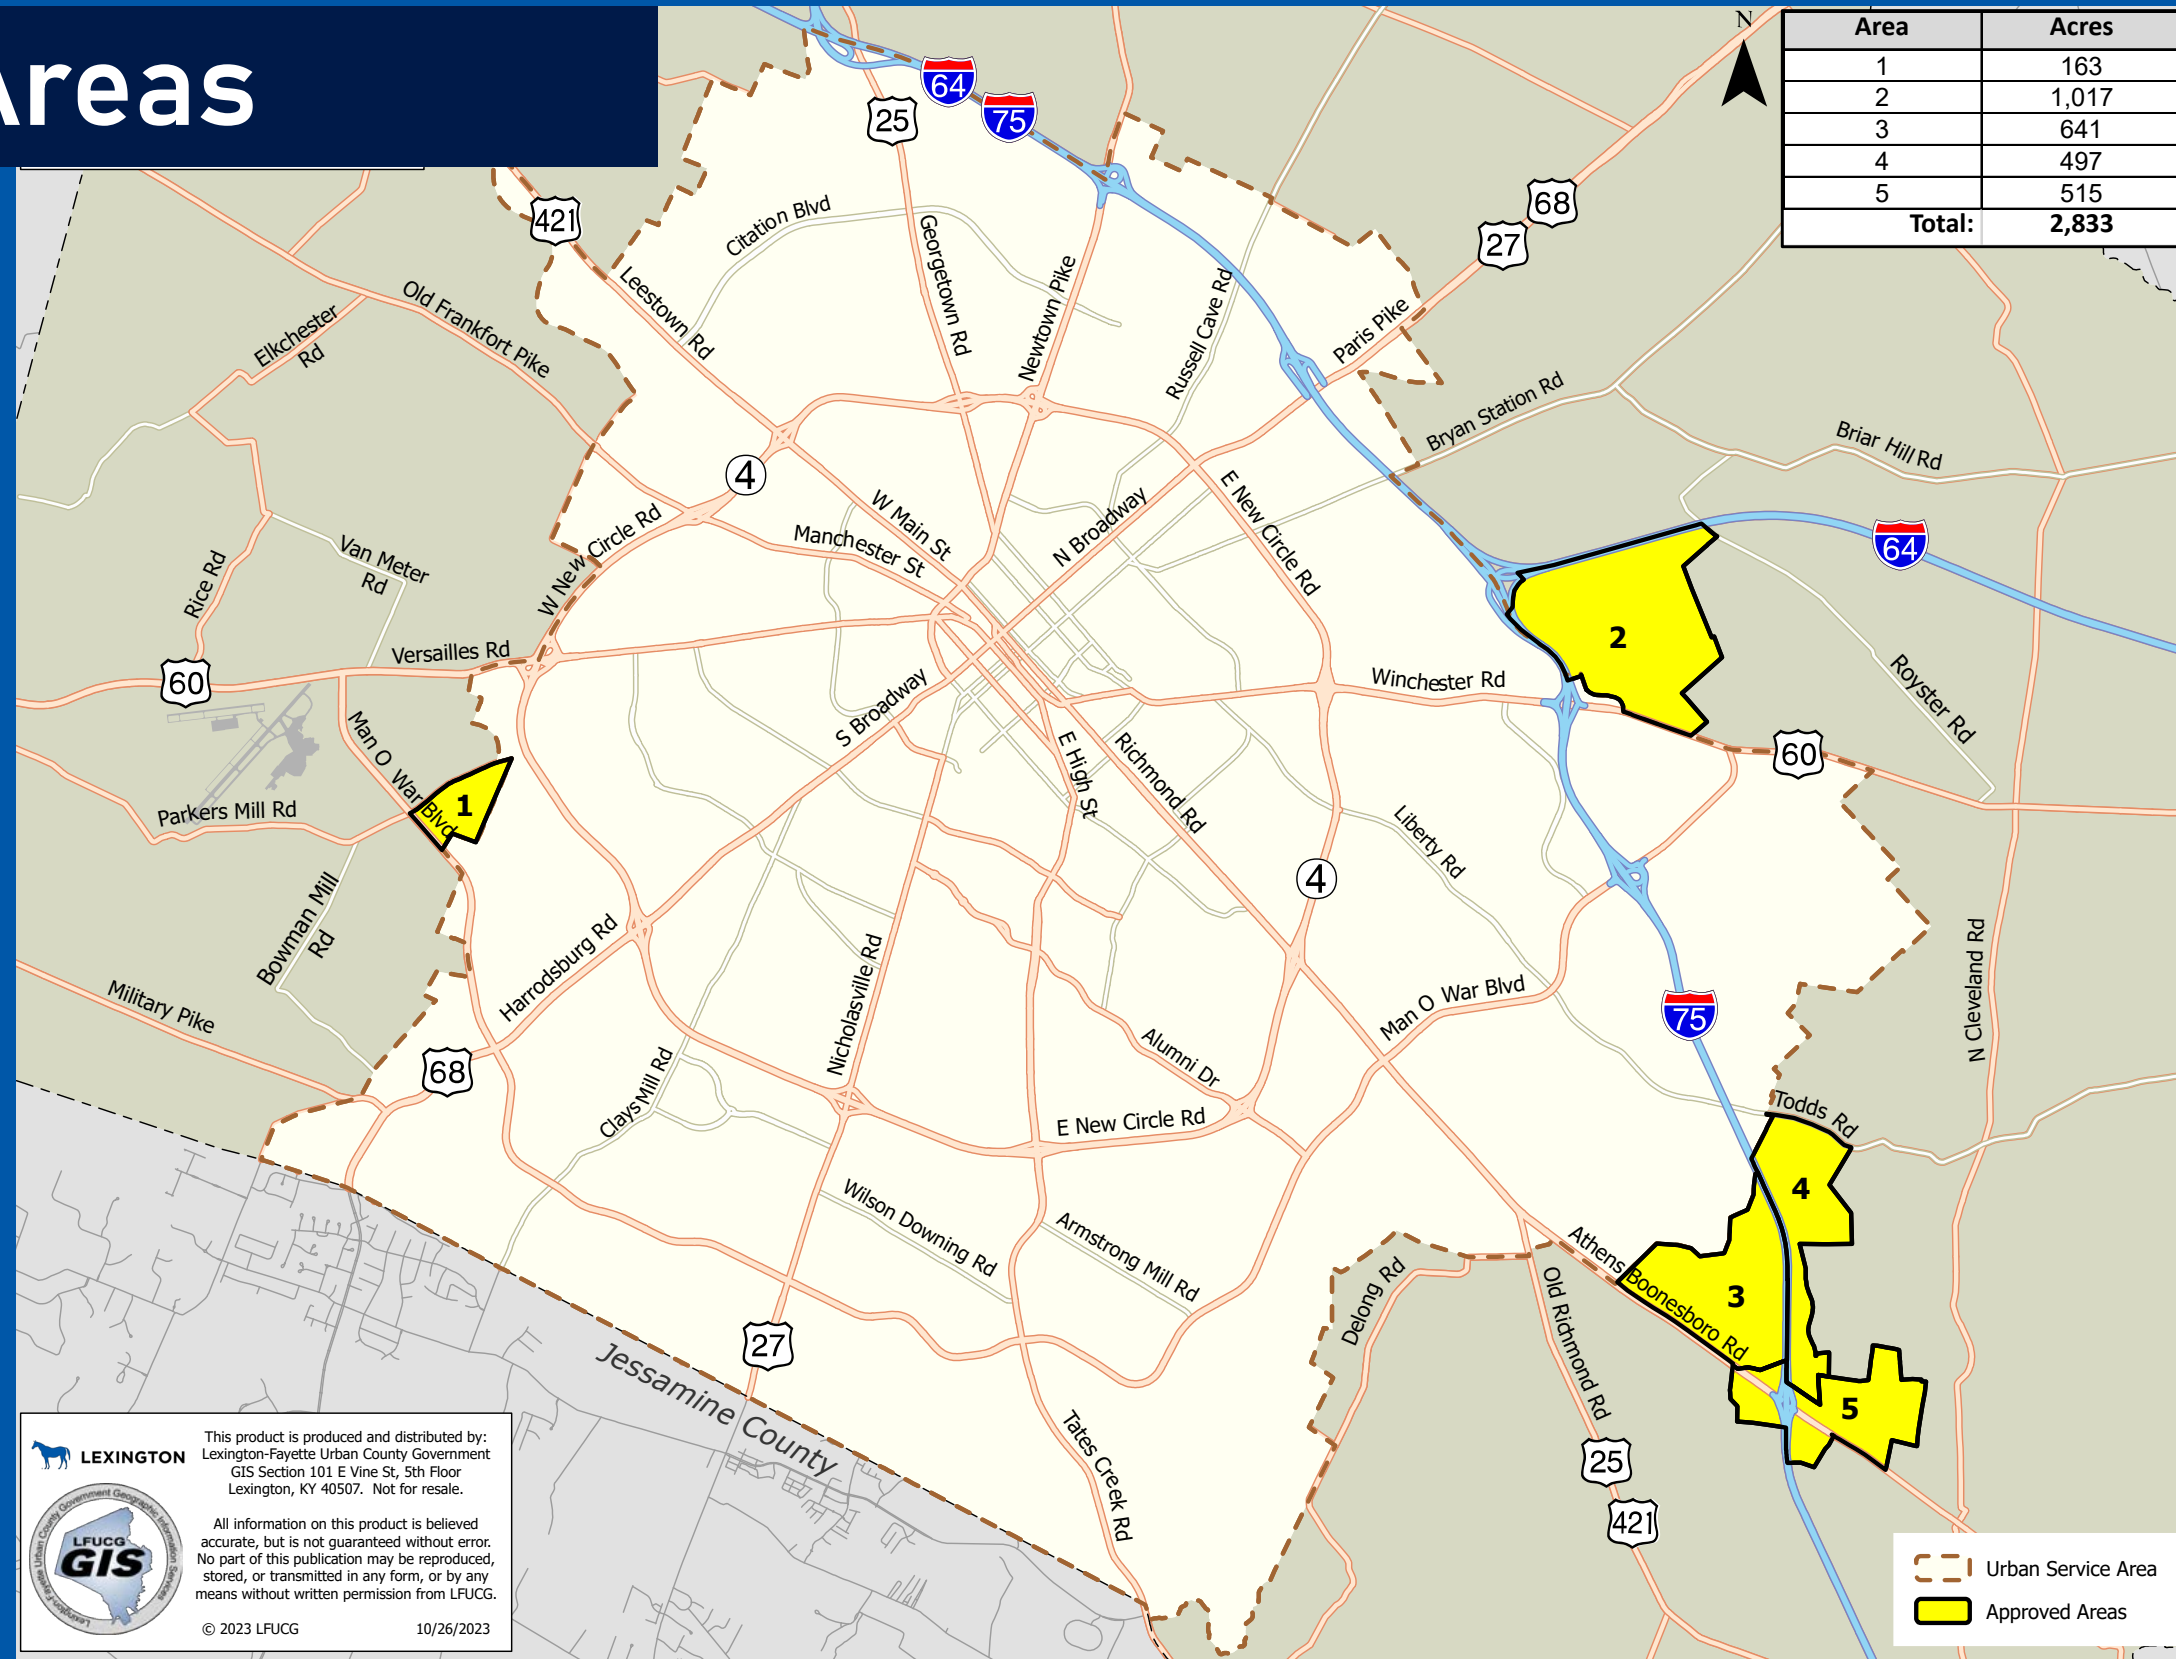 Areas
N
Area Acres
1 163
2 1,017
3 641
4 497
5 515
Total: 2,833
64
75
25
421
68
27
Citation Blvd
Georgetown Rd
Newtown Pike
Russell Cave Rd
Paris Pike
Leestown Rd
Old Frankfort Pike
Elkchester
Rd
Bryan Station Rd
Briar Hill Rd
4
W New Circle Rd
W Main St
Manchester St
N Broadway
E New Circle Rd
64
Rice Rd
Van Meter
Rd
Versailles Rd
60
2
Winchester Rd
Royster Rd
60
S Broadway
Man O War Blvd
1
Parkers Mill Rd
E High St
Richmond Rd
Liberty Rd
4
Bowman Mill
Rd
Military Pike
Harrodsburg Rd
Nicholasville Rd
N Cleveland Rd
Man O War Blvd
75
68
Clays Mill Rd
Alumni Dr
E New Circle Rd
Todds Rd
4
Wilson Downing Rd
Armstrong Mill Rd
Delong Rd
Athens Boonesboro Rd
3
Old Richmond Rd
27
Jessamine County
5
Tates Creek Rd
25
421
LEXINGTON
This product is produced and distributed by:
Lexington-Fayette Urban County Government
GIS Section 101 E Vine St, 5th Floor
Lexington, KY 40507. Not for resale.
All information on this product is believed
accurate, but is not guaranteed without error.
No part of this publication may be reproduced,
stored, or transmitted in any form, or by any
means without written permission from LFUCG.
© 2023 LFUCG 10/26/2023
Lexington-Fayette Urban County Government Geographic Information Services
LFUCG
GIS
Lexington
Urban Service Area
Approved Areas